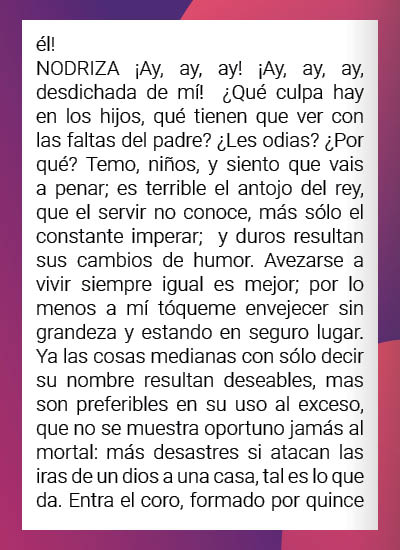 él!
NODRIZA ¡Ay, ay, ay! ¡Ay, ay, ay,
desdichada de mí!  ¿Qué culpa hay
en los hijos, qué tienen que ver con
las faltas del padre? ¿Les odias? ¿Por
qué? Temo, niños, y siento que vais
a penar; es terrible el antojo del rey,
que el servir no conoce, más sólo el
constante imperar;  y duros resultan
sus cambios de humor. Avezarse a
vivir siempre igual es mejor; por lo
menos a mí tóqueme envejecer sin
grandeza y estando en seguro lugar.
Ya las cosas medianas con sólo decir
su nombre resultan deseables, mas
son preferibles en su uso al exceso,
que no se muestra oportuno jamás al
mortal: más desastres si atacan las
iras de un dios a una casa, tal es lo que
da. Entra el coro, formado por quince